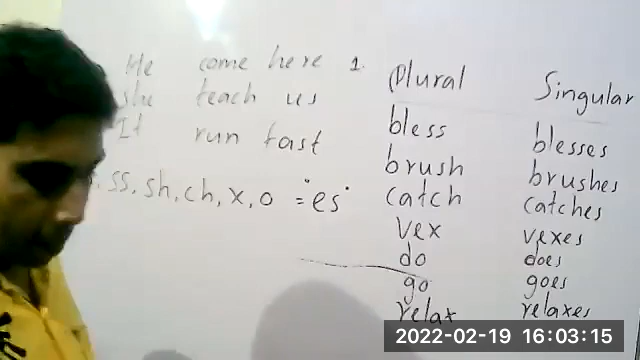 He come here 1.
she teach us
It run fast
ss, sh, ch, x, o = "es"
Plural Singular
bless blesses
brush brushes
catch catches
vex vexes
do does
go goes
relax relaxes
2022-02-19 16:03:15